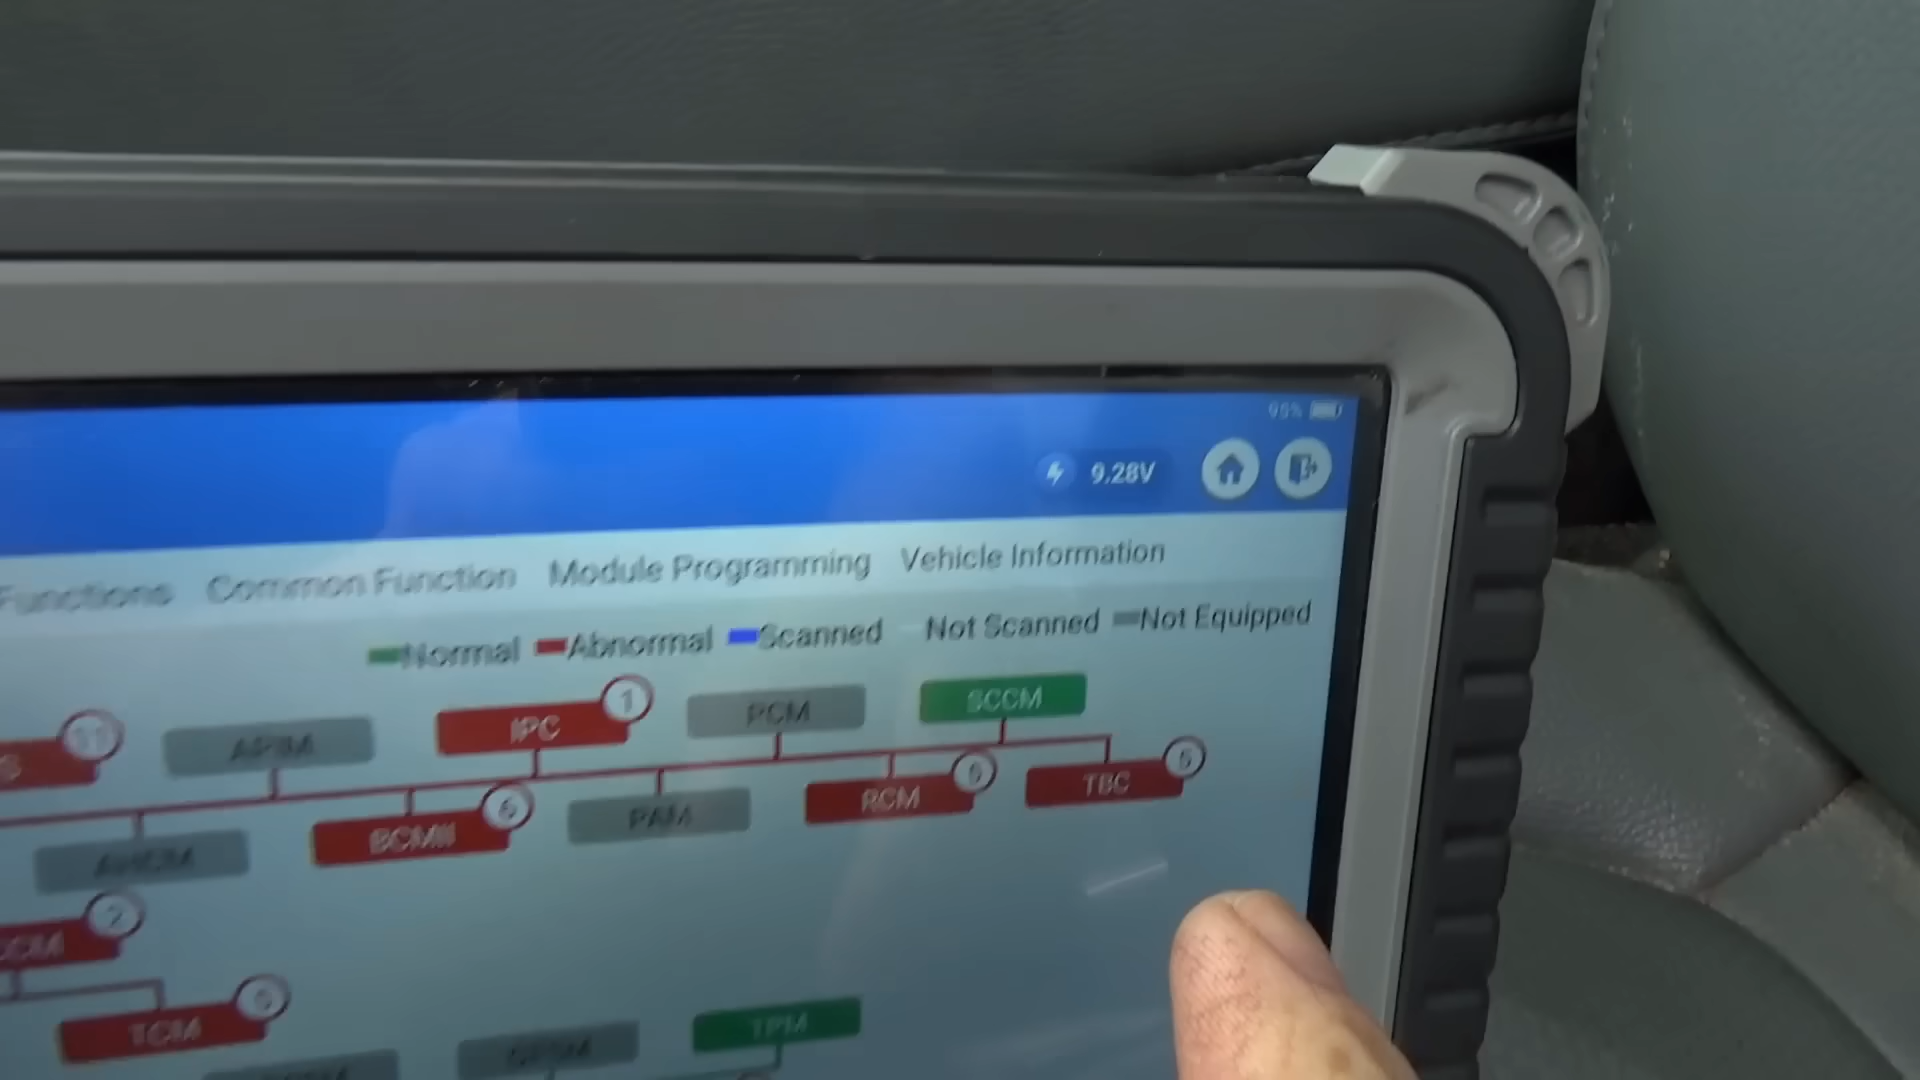 95%
9.28V
Functions Common Function Module Programming Vehicle Information
Normal Abnormal Scanned Not Scanned Not Equipped
11 APIM IPC 1 PCM SCCM
S AHCM BCMII 6 PAM RCM TBC 5
2
CCM
TCM
TPM